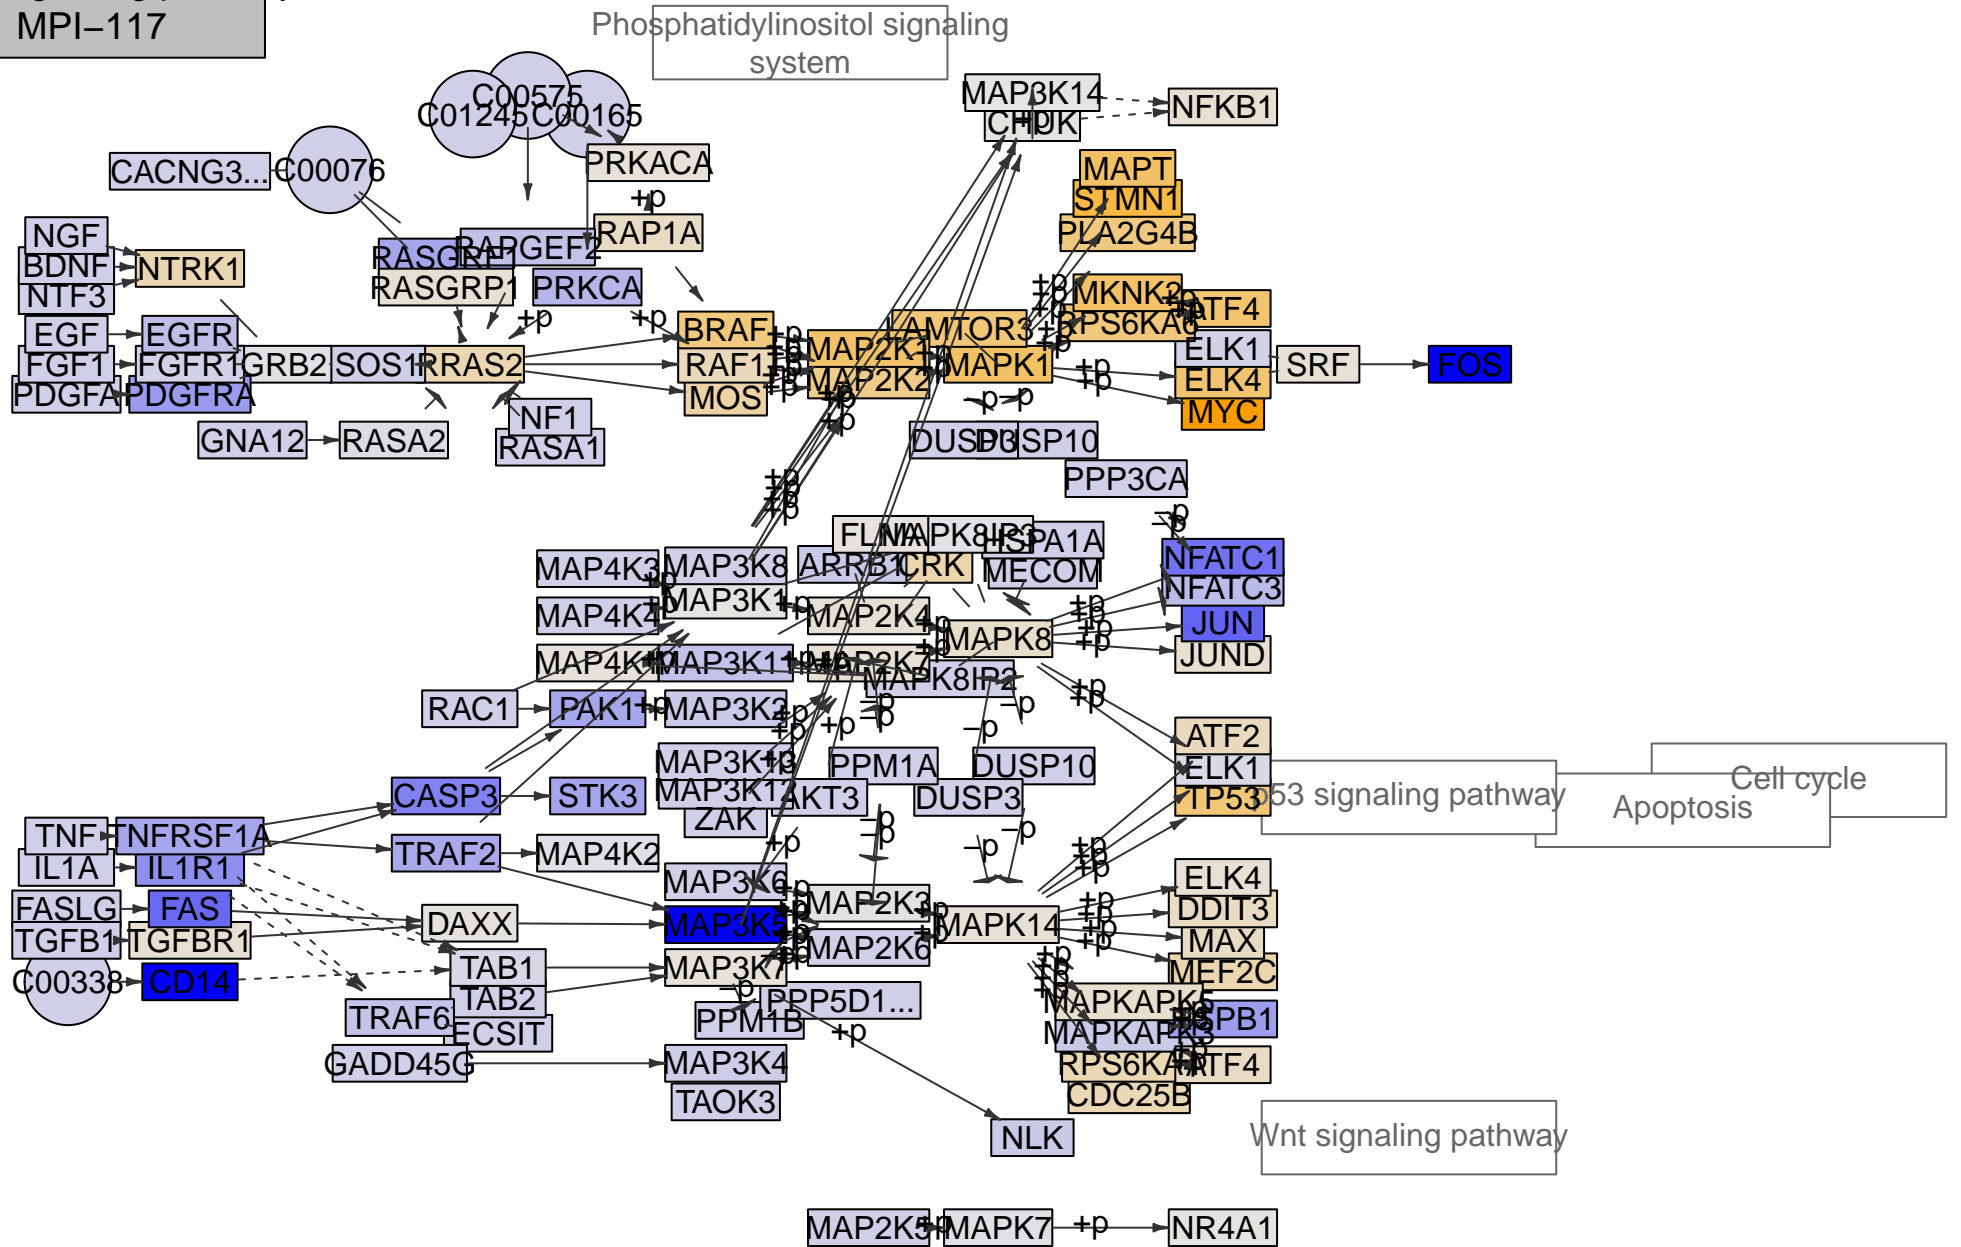 MPI–117
Phosphatidylinositol signaling
system
C00575
C01245
C00165
MAP3K14
CHUK
+p
NFKB1
CACNG3...
C00076
PRKACA
MAPT
STMN1
PLA2G4B
+p
NGF
BDNF
NTF3
NTRK1
RASGRF1
RAPGEF2
RAP1A
RASGRP1
PRKCA
+p
+p
MKNK2
RPS6KA6
ATF4
EGF
EGFR
FGF1
FGFR1
GRB2
SOS1
RRAS2
PDGFA
PDGFRA
BRAF
RAF1
MOS
MAP2K1
MAP2K2
LAMTOR3
MAPK1
ELK1
ELK4
MYC
SRF
FOS
+p
+p
–p
–p
GNA12
RASA2
NF1
RASA1
DUSP3
DUSP10
PPP3CA
+p
+p
–p
–p
FLNA
MAPK8IP3
HSPA1A
ARRB1
CRK
MECOM
NFATC1
NFATC3
JUN
JUND
MAP4K3
MAP3K8
MAP4K4
MAP3K1
MAP2K4
MAPK8
+p
+p
+p
+p
MAP4K1
MAP3K11
MAP2K7
MAPK8IP2
RAC1
PAK1
+p
MAP3K2
+p
+p
+p
–p
–p
–p
–p
+p
+p
ATF2
ELK1
TP53
MAP3K13
MAP3K12
ZAK
AKT3
PPM1A
DUSP10
DUSP3
p53 signaling pathway
Apoptosis
Cell cycle
CASP3
STK3
TNF
TNFRSF1A
IL1A
IL1R1
TRAF2
MAP4K2
+p
–p
–p
–p
–p
+p
+p
FASLG
FAS
TGFB1
TGFBR1
C00338
CD14
DAXX
MAP3K6
MAP3K5
MAP3K7
MAP2K3
MAP2K6
MAPK14
ELK4
DDIT3
MAX
MEF2C
+p
+p
+p
TAB1
TAB2
ECSIT
TRAF6
GADD45G
–p
PPM1B
PPP5D1...
+p
MAP3K4
TAOK3
MAPKAPK5
MAPKAPK3
CDC25B
HSPB1
ATF4
NLK
Wnt signaling pathway
MAP2K5
+p
MAPK7
+p
NR4A1